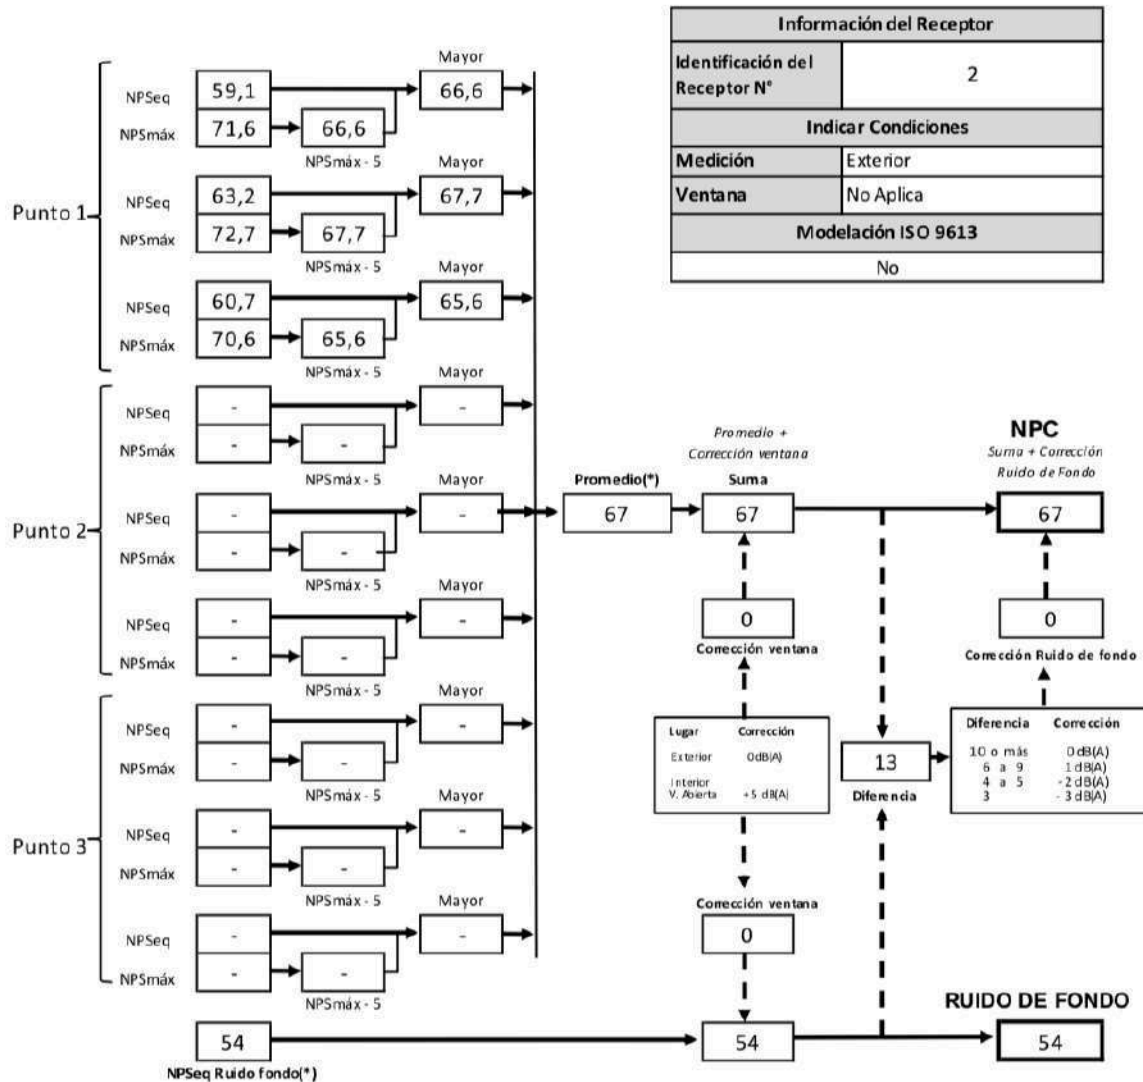 Información del Receptor
Identificación del Receptor N°
2
Indicar Condiciones
Medición
Exterior
Ventana
No Aplica
Modelación ISO 9613
No
Punto 1
NPSeq
59,1
Mayor
66,6
NPSmáx
71,6
66,6
NPSmáx - 5
NPSeq
63,2
Mayor
67,7
NPSmáx
72,7
67,7
NPSmáx - 5
NPSeq
60,7
Mayor
65,6
NPSmáx
70,6
65,6
NPSmáx - 5
Punto 2
NPSeq
-
Mayor
-
NPSmáx
-
-
NPSmáx - 5
NPSeq
-
Mayor
-
NPSmáx
-
-
NPSmáx - 5
NPSeq
-
Mayor
-
NPSmáx
-
-
NPSmáx - 5
Punto 3
NPSeq
-
Mayor
-
NPSmáx
-
-
NPSmáx - 5
NPSeq
-
Mayor
-
NPSmáx
-
-
NPSmáx - 5
NPSeq
-
Mayor
-
NPSmáx
-
-
NPSmáx - 5
Promedio(*)
67
Promedio +
Corrección ventana
Suma
67
NPC
Suma + Corrección
Ruido de Fondo
67
0
Corrección ventana
0
Corrección Ruido de fondo
Lugar Corrección
Exterior 0dB(A)
Interior
V. Abierta +5 dB(A)
13
Diferencia
Diferencia Corrección
10 o más 0dB(A)
6 a 9 1dB(A)
4 a 5 -2dB(A)
3 -3dB(A)
Corrección ventana
0
RUIDO DE FONDO
54
54
54
NPSeq Ruido fondo(*)